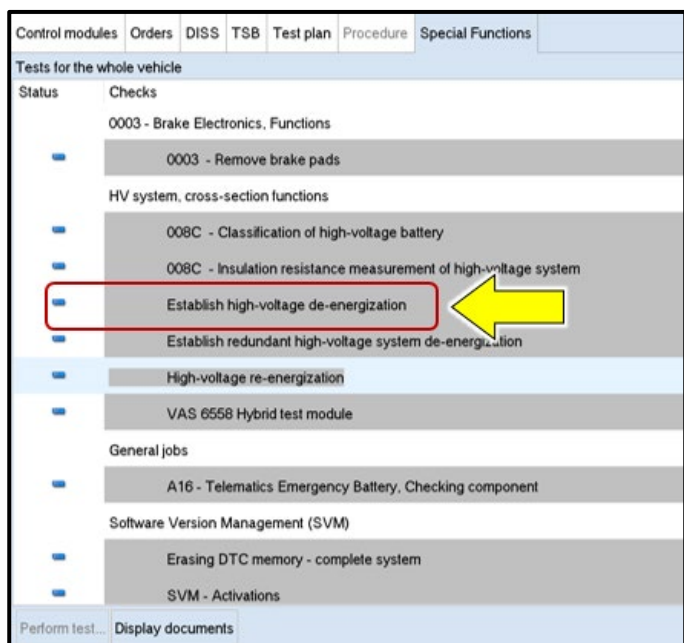 Control modules Orders DISS TSB Test plan Procedure Special Functions
Tests for the whole vehicle
Status Checks
0003 - Brake Electronics, Functions
0003 - Remove brake pads
HV system, cross-section functions
008C - Classification of high-voltage battery
008C - Insulation resistance measurement of high-voltage system
Establish high-voltage de-energization
Establish redundant high-voltage system de-energization
High-voltage re-energization
VAS 6558 Hybrid test module
General jobs
A16 - Telematics Emergency Battery, Checking component
Software Version Management (SVM)
Erasing DTC memory - complete system
SVM - Activations
Perform test... Display documents